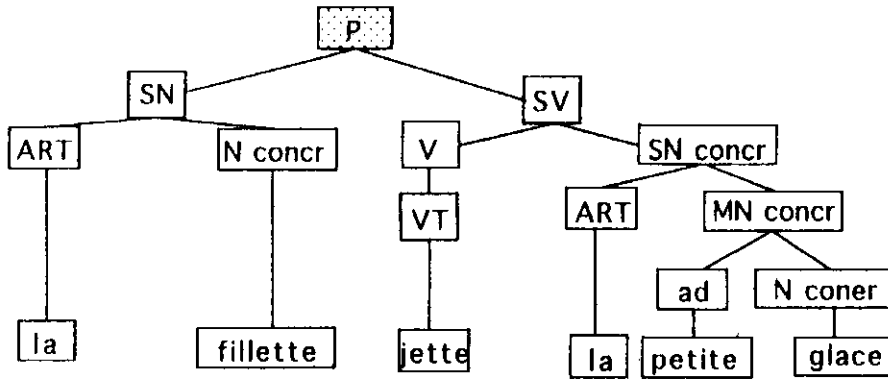 P
SN SV
ART N concr V SN concr
VT ART MN concr
ad N coner
la fillette jette la petite glace